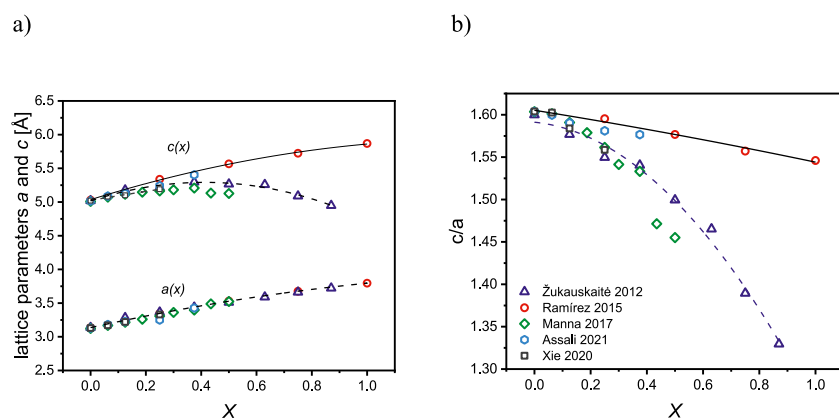 a)
b)
lattice parameters a and c [Å]
6.5
6.0
5.5
5.0
4.5
4.0
3.5
3.0
2.5
c(x)
a(x)
0.0
0.2
0.4
0.6
0.8
1.0
X
c/a
1.60
1.55
1.50
1.45
1.40
1.35
1.30
Žukauskaitė 2012
Ramírez 2015
Manna 2017
Assali 2021
Xie 2020
0.0
0.2
0.4
0.6
0.8
1.0
X